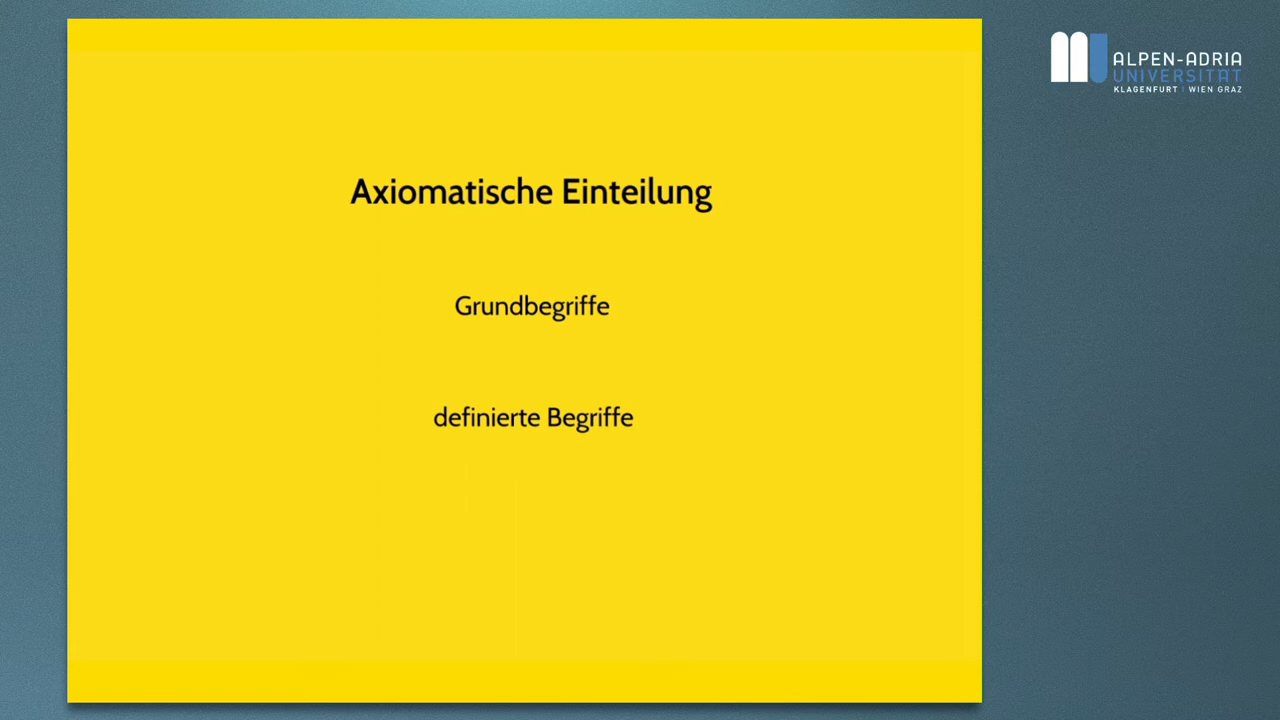 Axiomatische Einteilung
Grundbegriffe
definierte Begriffe
ALPEN-ADRIA
UNIVERSITÄT
KLAGENFURT | WIEN GRAZ